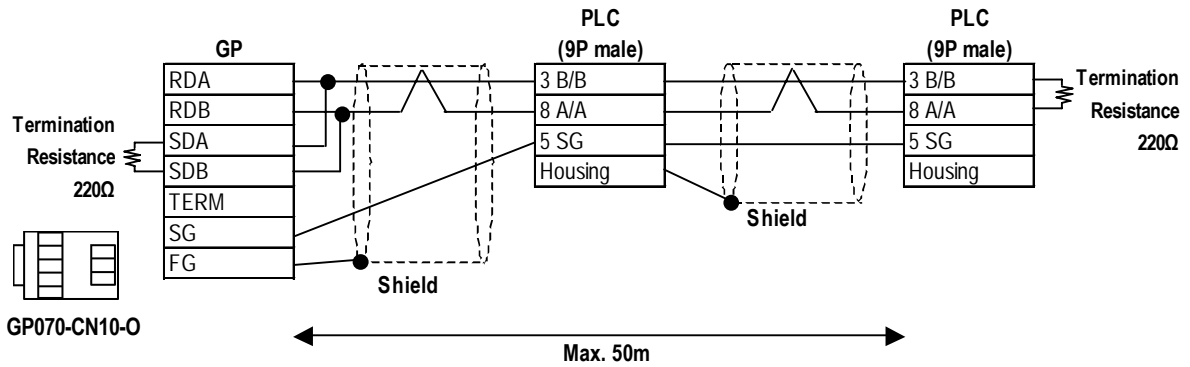 GP
RDA
RDB
SDA
SDB
TERM
SG
FG
Termination
Resistance
220Ω
GP070-CN10-O
Shield
PLC
(9P male)
3 B/B
8 A/A
5 SG
Housing
Shield
PLC
(9P male)
3 B/B
8 A/A
5 SG
Housing
Termination
Resistance
220Ω
Max. 50m